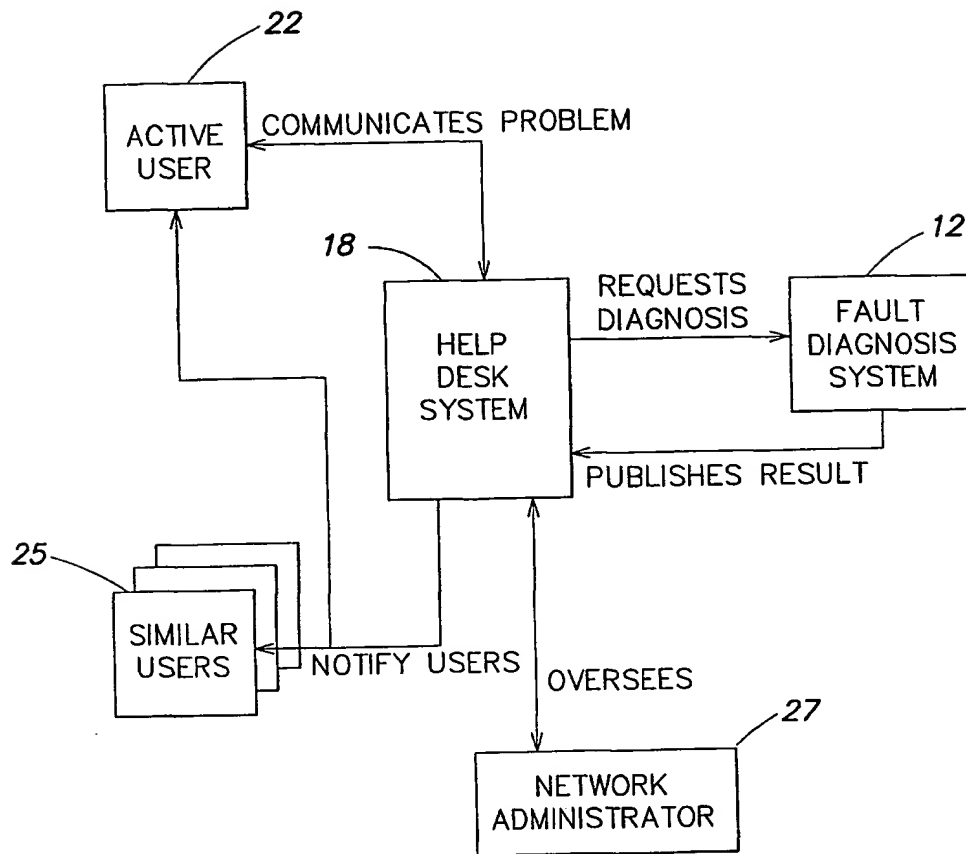 22
ACTIVE
USER
COMMUNICATES PROBLEM
18
HELP
DESK
SYSTEM
REQUESTS
DIAGNOSIS
12
FAULT
DIAGNOSIS
SYSTEM
PUBLISHES RESULT
25
SIMILAR
USERS
NOTIFY USERS
OVERSEES
27
NETWORK
ADMINISTRATOR